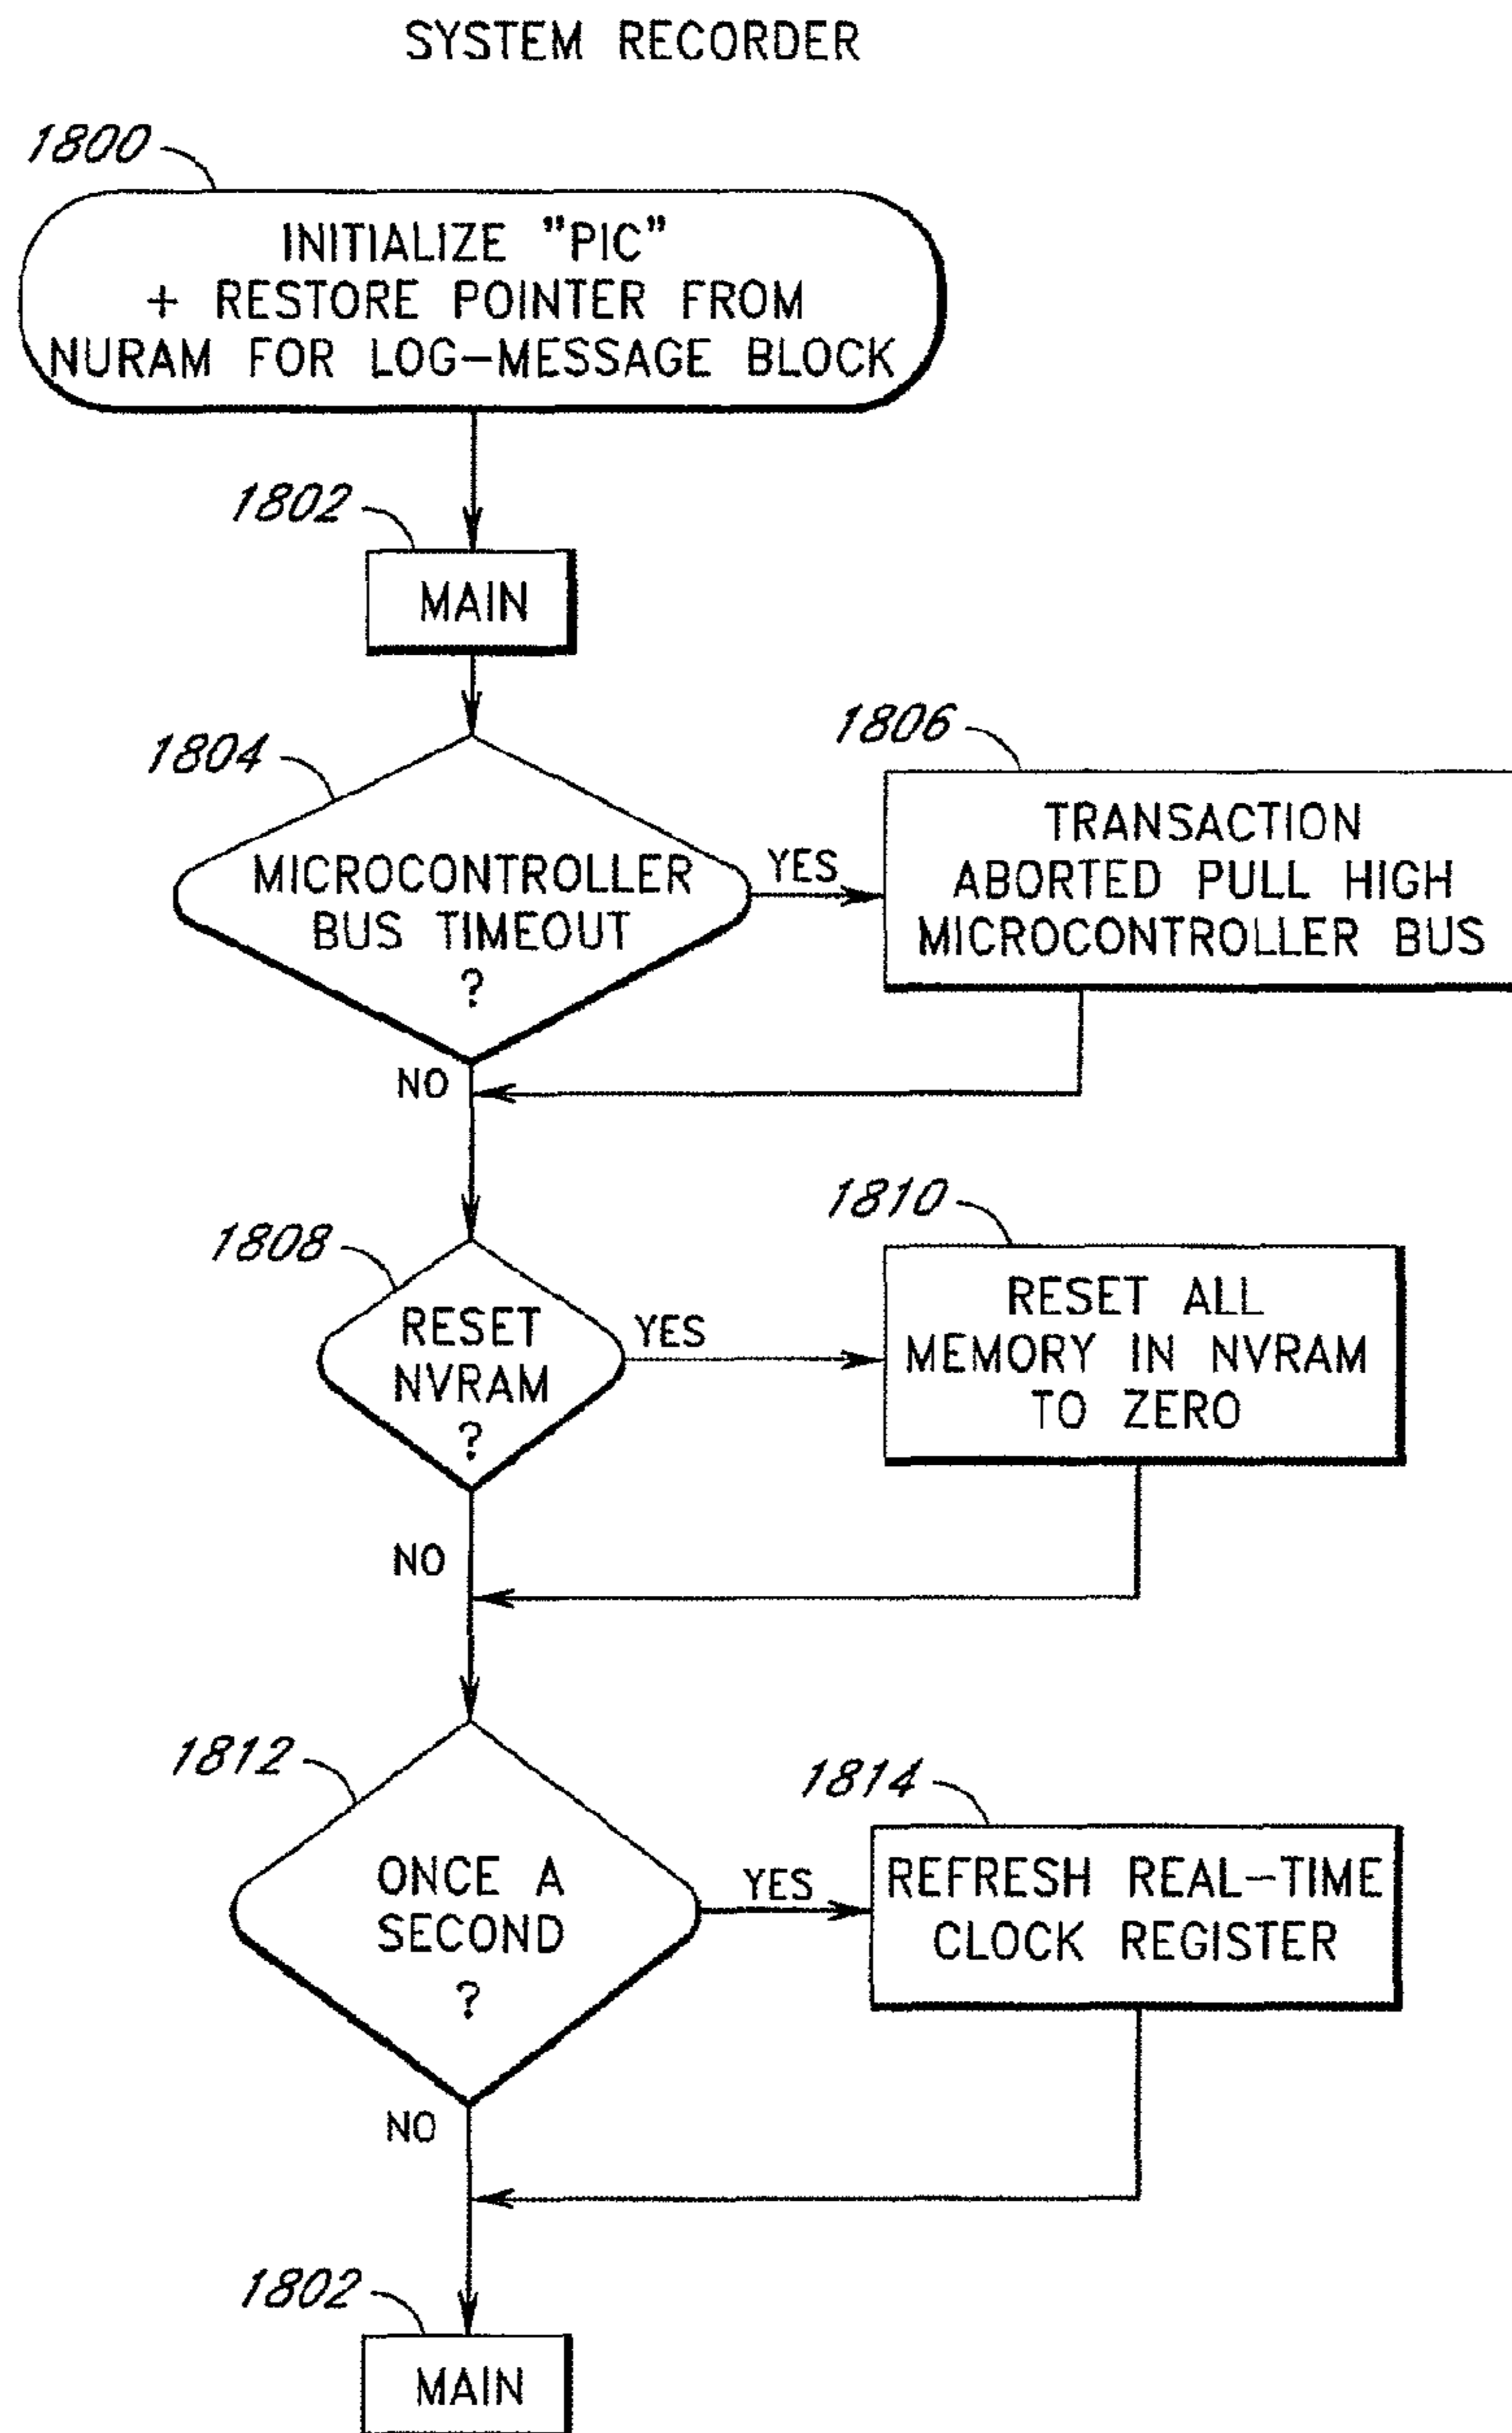 SYSTEM RECORDER
1800
INITIALIZE "PIC"
+ RESTORE POINTER FROM
NURAM FOR LOG-MESSAGE BLOCK
1802
MAIN
1804
MICROCONTROLLER
BUS TIMEOUT
?
YES
1806
TRANSACTION
ABORTED PULL HIGH
MICROCONTROLLER BUS
NO
1808
RESET
NVRAM
?
YES
1810
RESET ALL
MEMORY IN NVRAM
TO ZERO
NO
1812
ONCE A
SECOND
?
YES
1814
REFRESH REAL-TIME
CLOCK REGISTER
NO
1802
MAIN